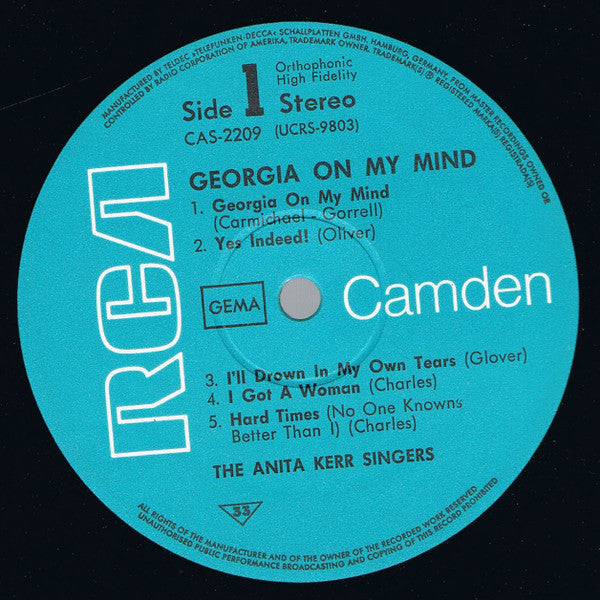 MANUFACTURED BY TELDEC »TELEFUNKEN-DECCA« SCHALLPLATTEN GMBH. HAMBURG, GERMANY, FROM MASTER RECORDINGS OWNED OR
CONTROLLED BY RADIO CORPORATION OF AMERICA, TRADEMARK OWNER. TRADEMARK(S) ® REGISTERED MARKA(S) REGISTRADA(S)
Orthophonic
High Fidelity
Side 1 Stereo
CAS-2209 (UCRS-9803)
GEORGIA ON MY MIND
1. Georgia On My Mind
(Carmichael - Gorrell)
2. Yes Indeed! (Oliver)
RCA
GEMA
Camden
3. I'll Drown In My Own Tears (Glover)
4. I Got A Woman (Charles)
5. Hard Times (No One Knowns
Better Than I) (Charles)
THE ANITA KERR SINGERS
33
ALL RIGHTS OF THE MANUFACTURER AND OF THE OWNER OF THE RECORDED WORK RESERVED
UNAUTHORISED PUBLIC PERFORMANCE BROADCASTING AND COPYING OF THIS RECORD PROHIBITED